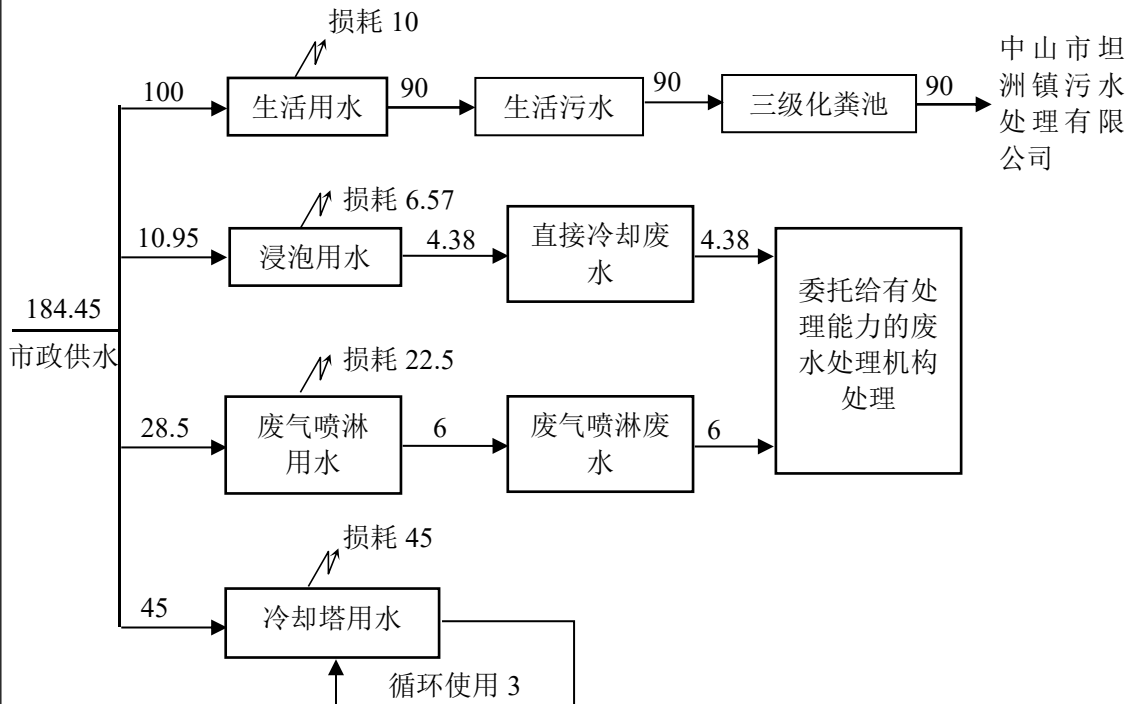 损耗 10
100
生活用水
90
生活污水
90
三级化粪池
90
中山市坦
洲镇污水
处理有限
公司
损耗 6.57
10.95
浸泡用水
4.38
直接冷却废
水
4.38
184.45
市政供水
委托给有处
理能力的废
水处理机构
处理
损耗 22.5
28.5
废气喷淋
用水
6
废气喷淋废
水
6
损耗 45
45
冷却塔用水
循环使用 3